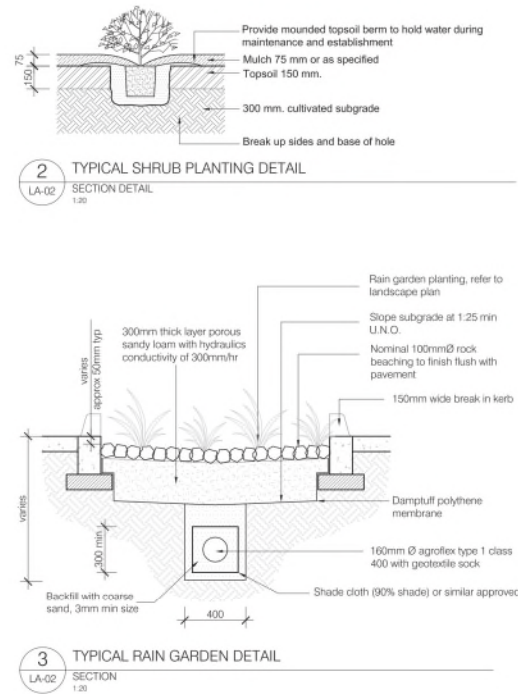 Provide mounded topsoil berm to hold water during
maintenance and establishment
Mulch 75 mm or as specified
Topsoil 150 mm.
75
150
300 mm. cultivated subgrade
Break up sides and base of hole
2
LA-02
TYPICAL SHRUB PLANTING DETAIL
SECTION DETAIL
1:20
Rain garden planting, refer to
landscape plan
Slope subgrade at 1:25 min
U.N.O.
300mm thick layer porous
sandy loam with hydraulics
conductivity of 300mm/hr
varies
approx 50mm typ
Nominal 100mmØ rock
beaching to finish flush with
pavement
150mm wide break in kerb
varies
Damptuff polythene
membrane
300 min
160mm Ø agroflex type 1 class
400 with geotextile sock
Backfill with coarse
sand, 3mm min size
Shade cloth (90% shade) or similar approved
400
3
LA-02
TYPICAL RAIN GARDEN DETAIL
SECTION
1:20